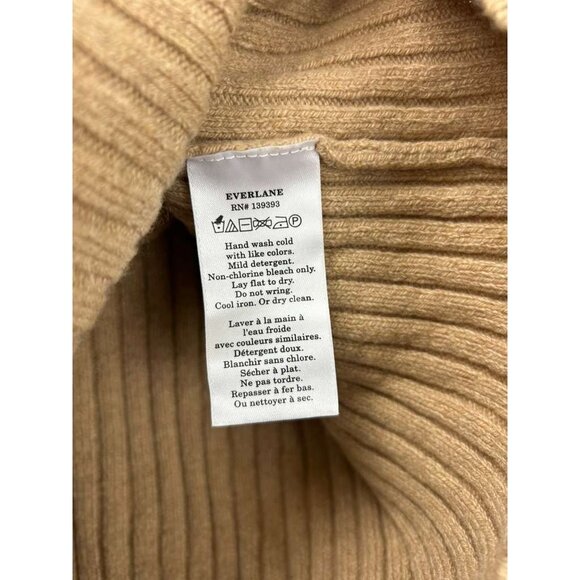 EVERLANE
RN# 139393
Hand wash cold
with like colors.
Mild detergent.
Non-chlorine bleach only.
Lay flat to dry.
Do not wring.
Cool iron. Or dry clean.
Laver à la main à
l'eau froide
avec couleurs similaires.
Détergent doux.
Blanchir sans chlore.
Sécher à plat.
Ne pas tordre.
Repasser à fer bas.
Ou nettoyer à sec.